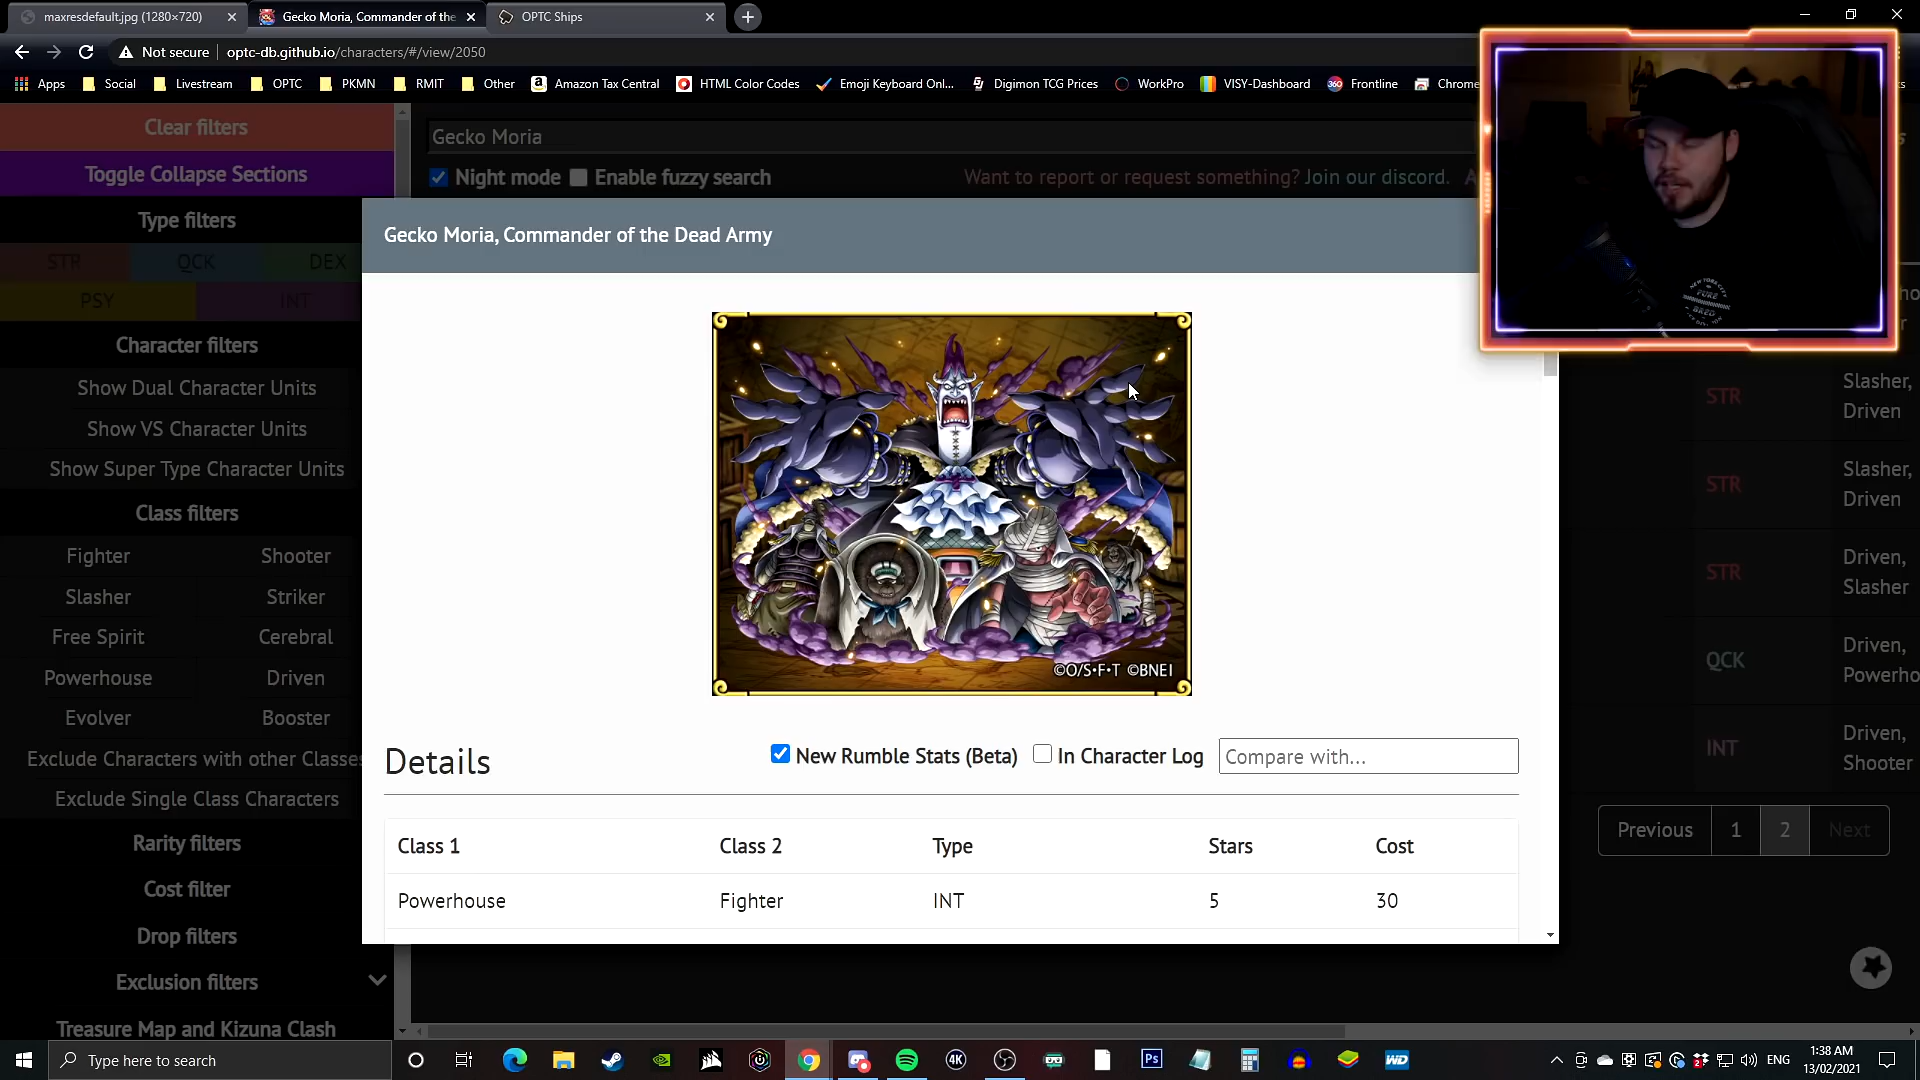 maxresdefault.jpg (1280×720)
Gecko Moria, Commander of the
OPTC Ships
Not secure
optc-db.github.io/characters/#/view/2050
Apps
Social
Livestream
OPTC
PKMN
RMIT
Other
Amazon Tax Central
HTML Color Codes
Emoji Keyboard Onl...
Digimon TCG Prices
WorkPro
VISY-Dashboard
360 Frontline
Chrome
Clear filters
Toggle Collapse Sections
Type filters
STR QCK DEX
PSY INT
Character filters
Show Dual Character Units
Show VS Character Units
Show Super Type Character Units
Class filters
Fighter Shooter
Slasher Striker
Free Spirit Cerebral
Powerhouse Driven
Evolver Booster
Exclude Characters with other Classes
Exclude Single Class Characters
Rarity filters
Cost filter
Drop filters
Exclusion filters
Treasure Map and Kizuna Clash
Gecko Moria
Night mode Enable fuzzy search
Want to report or request something? Join our discord.
Gecko Moria, Commander of the Dead Army
©O/S•F•T ©BNEI
Details
New Rumble Stats (Beta) In Character Log Compare with...
Class 1 Class 2 Type Stars Cost
Powerhouse Fighter INT 5 30
STR Slasher,
Driven
STR Slasher,
Driven
STR Driven,
Slasher
QCK Driven,
Powerho
INT Driven,
Shooter
Previous 1 2 Next
NEW YORK CITY
PURE
BRED
Type here to search
4K
Ps
WD
ENG
1:38 AM
13/02/2021